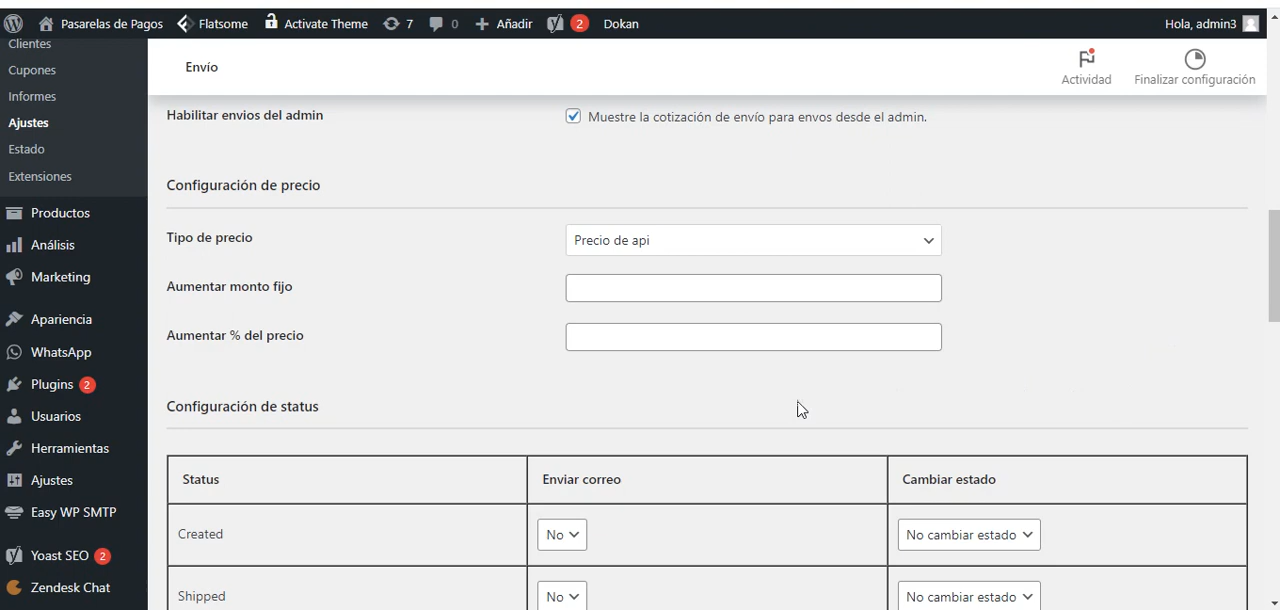 Pasarelas de Pagos Flatsome Activate Theme 7 0 Añadir 2 Dokan Hola, admin3
Clientes
Cupones
Informes
Ajustes
Estado
Extensiones
Productos
Análisis
Marketing
Apariencia
WhatsApp
Plugins 2
Usuarios
Herramientas
Ajustes
Easy WP SMTP
Yoast SEO 2
Zendesk Chat
Envío
Actividad
Finalizar configuración
Habilitar envios del admin
Muestre la cotización de envío para envos desde el admin.
Configuración de precio
Tipo de precio Precio de api
Aumentar monto fijo
Aumentar % del precio
Configuración de status
Status Enviar correo Cambiar estado
Created No No cambiar estado
Shipped No No cambiar estado